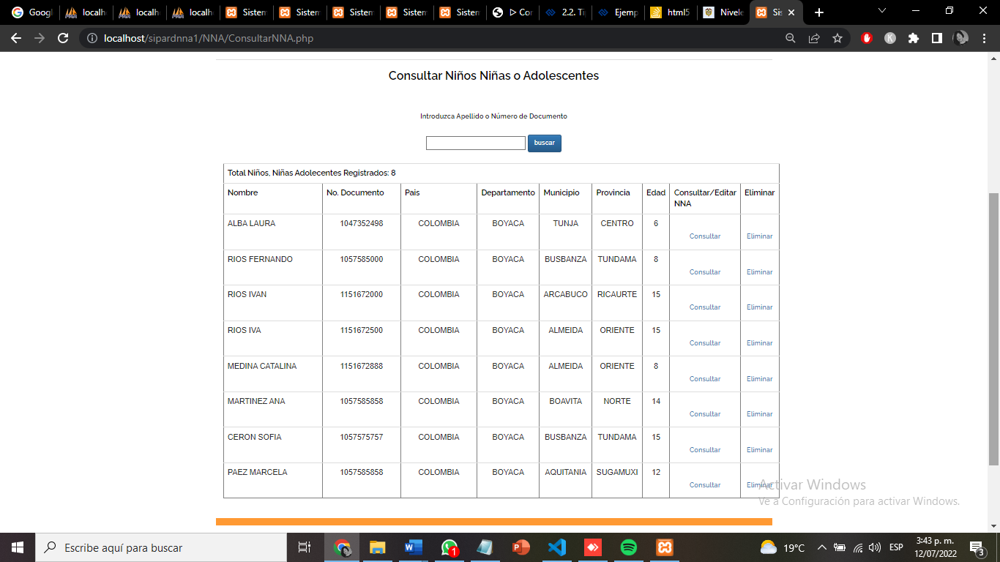 Googl
localh
localh
localh
Sistem
Sistem
Sistem
Sistem
Sistem
Cor
2.2. Ti
Ejemp
html5
Nivele
Sis
localhost/sipardnna1/NNA/ConsultarNNA.php
K
Consultar Niños Niñas o Adolescentes
Introduzca Apellido o Número de Documento
buscar
Total Niños, Niñas Adolecentes Registrados: 8
Nombre No. Documento Pais Departamento Municipio Provincia Edad Consultar/Editar NNA Eliminar
ALBA LAURA 1047352498 COLOMBIA BOYACA TUNJA CENTRO 6 Consultar Eliminar
RIOS FERNANDO 1057585000 COLOMBIA BOYACA BUSBANZA TUNDAMA 8 Consultar Eliminar
RIOS IVAN 1151672000 COLOMBIA BOYACA ARCABUCO RICAURTE 15 Consultar Eliminar
RIOS IVA 1151672500 COLOMBIA BOYACA ALMEIDA ORIENTE 15 Consultar Eliminar
MEDINA CATALINA 1151672888 COLOMBIA BOYACA ALMEIDA ORIENTE 8 Consultar Eliminar
MARTINEZ ANA 1057585858 COLOMBIA BOYACA BOAVITA NORTE 14 Consultar Eliminar
CERON SOFIA 1057575757 COLOMBIA BOYACA BUSBANZA TUNDAMA 15 Consultar Eliminar
PAEZ MARCELA 1057585858 COLOMBIA BOYACA AQUITANIA SUGAMUXI 12 Consultar Eliminar
Activar Windows
Ve a Configuración para activar Windows.
Escribe aquí para buscar
1
19°C
ESP
3:43 p. m.
12/07/2022
3